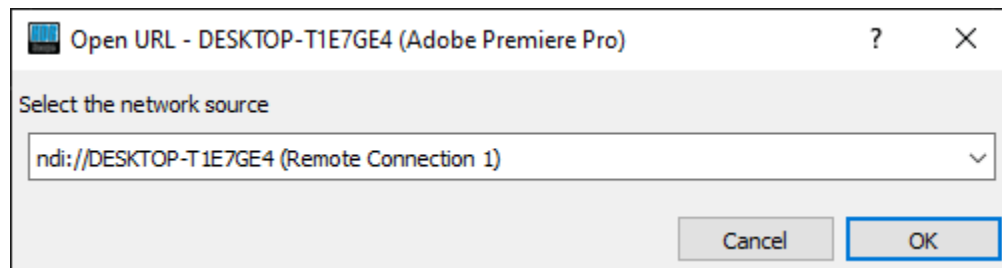 Open URL - DESKTOP-T1E7GE4 (Adobe Premiere Pro) ?
Select the network source
ndi://DESKTOP-T1E7GE4 (Remote Connection 1)
Cancel OK